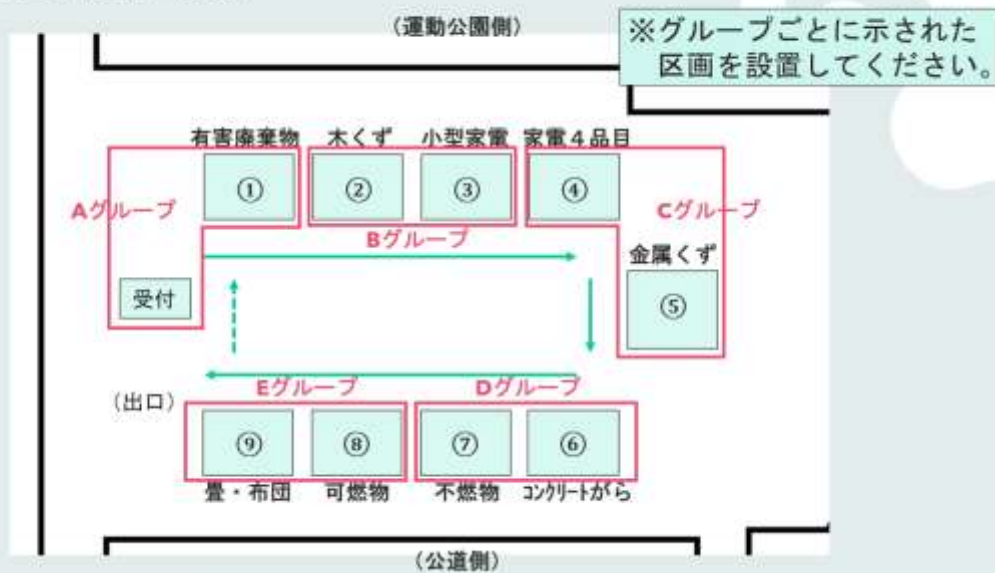 (運動公園側)
※グループごとに示された
区画を設置してください。
有害廃棄物
木くず
小型家電
家電4品目
①
②
③
④
Aグループ
Bグループ
Cグループ
金属くず
⑤
受付
(出口)
Eグループ
Dグループ
⑨
⑧
⑦
⑥
畳・布団
可燃物
不燃物
コンクリートがら
(公道側)